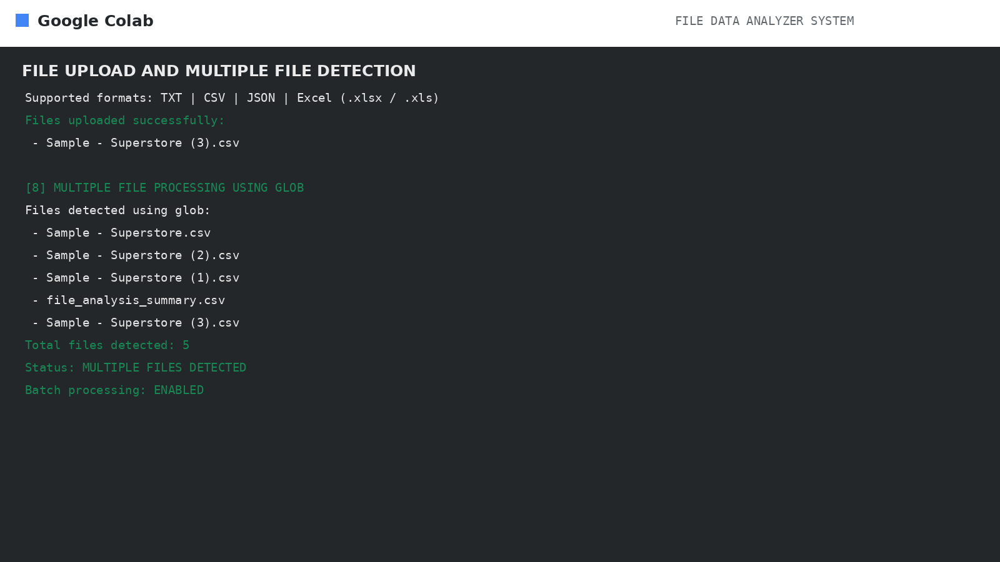 Google Colab
FILE DATA ANALYZER SYSTEM
FILE UPLOAD AND MULTIPLE FILE DETECTION
Supported formats: TXT | CSV | JSON | Excel (.xlsx / .xls)
Files uploaded successfully:
- Sample - Superstore (3).csv
[8] MULTIPLE FILE PROCESSING USING GLOB
Files detected using glob:
- Sample - Superstore.csv
- Sample - Superstore (2).csv
- Sample - Superstore (1).csv
- file_analysis_summary.csv
- Sample - Superstore (3).csv
Total files detected: 5
Status: MULTIPLE FILES DETECTED
Batch processing: ENABLED